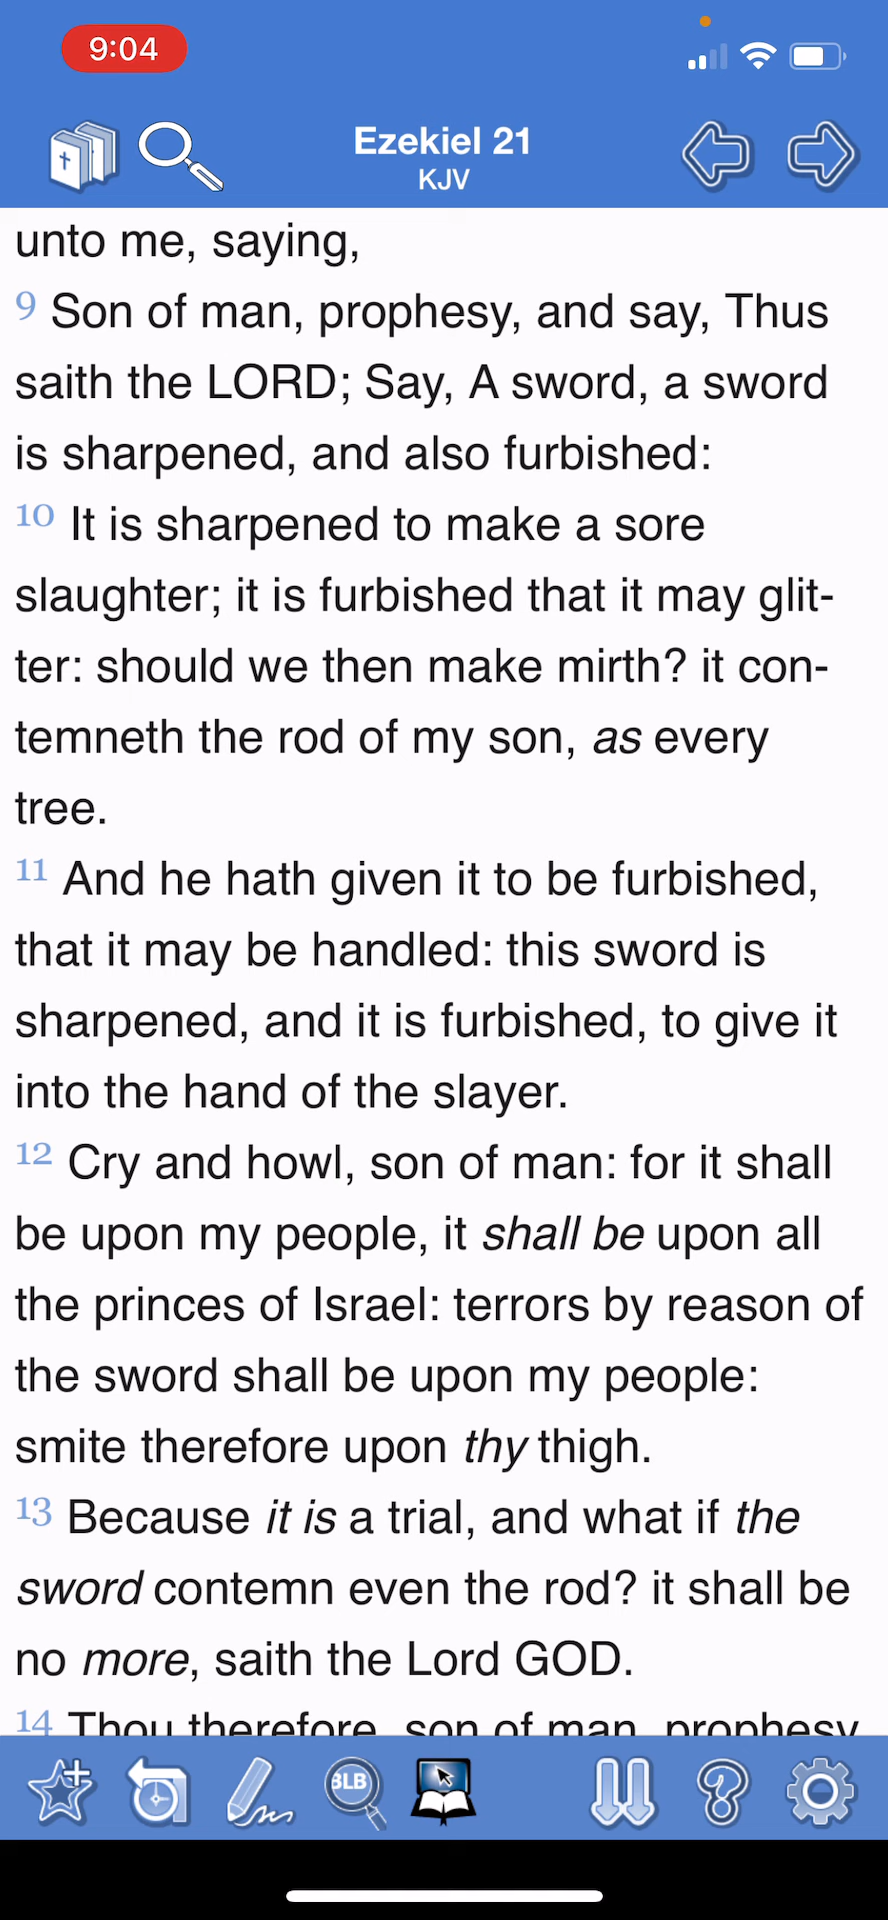 9:04
Ezekiel 21
KJV
unto me, saying,
9 Son of man, prophesy, and say, Thus
saith the LORD; Say, A sword, a sword
is sharpened, and also furbished:
10 It is sharpened to make a sore
slaughter; it is furbished that it may glit-
ter: should we then make mirth? it con-
temneth the rod of my son, as every
tree.
11 And he hath given it to be furbished,
that it may be handled: this sword is
sharpened, and it is furbished, to give it
into the hand of the slayer.
12 Cry and howl, son of man: for it shall
be upon my people, it shall be upon all
the princes of Israel: terrors by reason of
the sword shall be upon my people:
smite therefore upon thy thigh.
13 Because it is a trial, and what if the
sword contemn even the rod? it shall be
no more, saith the Lord GOD.
14 Thou therefore, son of man, prophesy
BLB